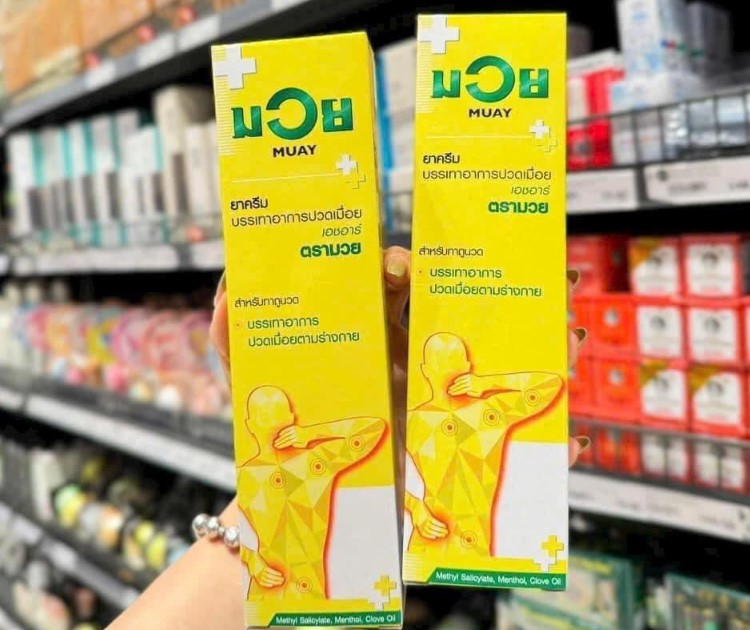 มวย
MUAY
ยาครีม
บรรเทาอาการปวดเมื่อย
เอชอาร์
ตรามวย
สำหรับทาถูนวด
บรรเทาอาการ
ปวดเมื่อยตามร่างกาย
Methyl Salicylate, Menthol, Clove Oil
มวย
MUAY
ยาครีม
บรรเทาอาการปวดเมื่อย
เอชอาร์
ตรามวย
สำหรับทาถูนวด
บรรเทาอาการ
ปวดเมื่อยตามร่างกาย
Methyl Salicylate, Menthol, Clove Oil